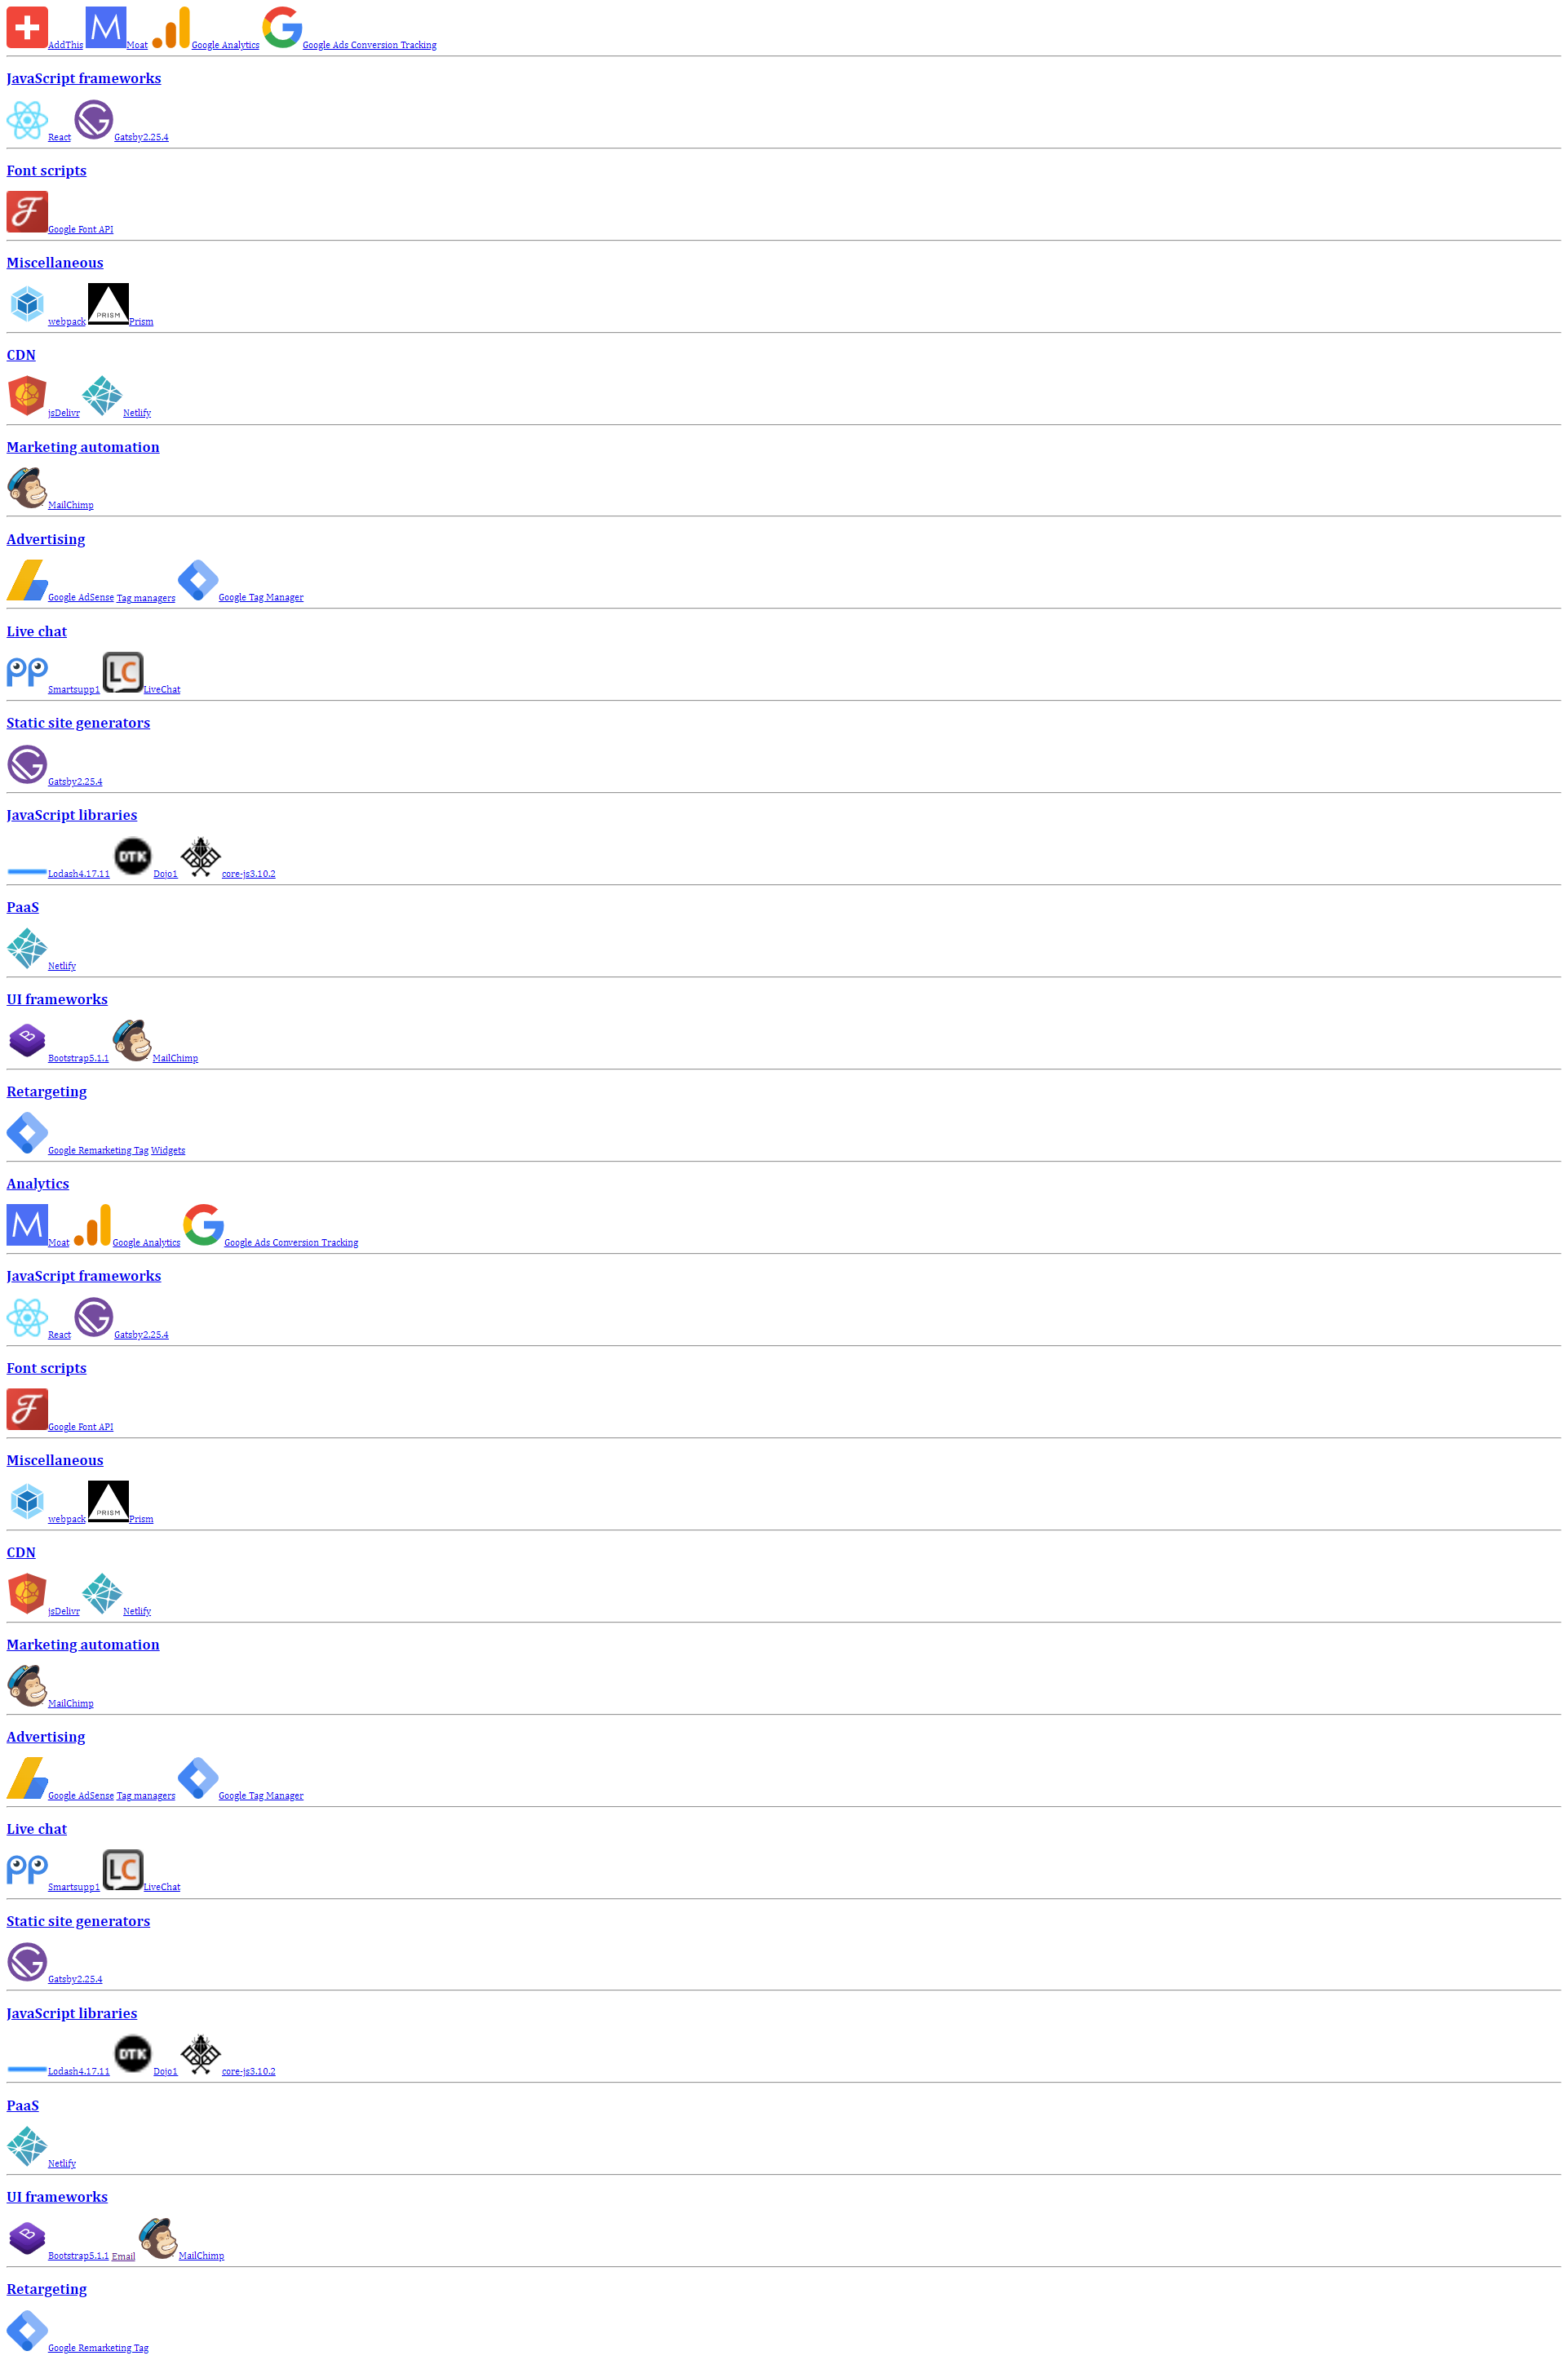 AddThis Moat Google Analytics Google Ads Conversion Tracking
JavaScript frameworks
React Gatsby2.25.4
Font scripts
Google Font API
Miscellaneous
webpack PRISM Prism
CDN
jsDelivr Netlify
Marketing automation
MailChimp
Advertising
Google AdSense Tag managers Google Tag Manager
Live chat
Smartsupp1 LC LiveChat
Static site generators
Gatsby2.25.4
JavaScript libraries
Lodash4.17.11 DTK Dojo1 core-js3.10.2
PaaS
Netlify
UI frameworks
B Bootstrap5.1.1 MailChimp
Retargeting
Google Remarketing Tag Widgets
Analytics
M Moat Google Analytics G Google Ads Conversion Tracking
JavaScript frameworks
React Gatsby2.25.4
Font scripts
Google Font API
Miscellaneous
webpack PRISM Prism
CDN
jsDelivr Netlify
Marketing automation
MailChimp
Advertising
Google AdSense Tag managers Google Tag Manager
Live chat
Smartsupp1 LC LiveChat
Static site generators
Gatsby2.25.4
JavaScript libraries
Lodash4.17.11 DTK Dojo1 core-js3.10.2
PaaS
Netlify
UI frameworks
B Bootstrap5.1.1 Email MailChimp
Retargeting
Google Remarketing Tag